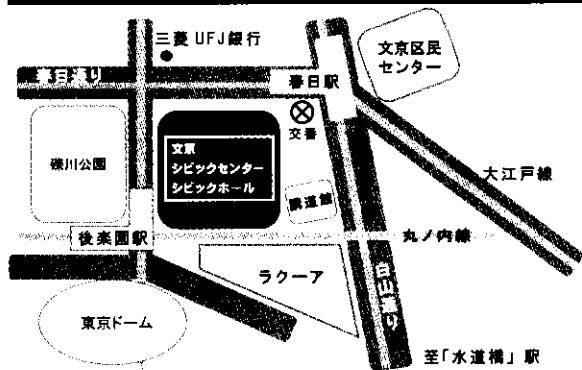 三菱UFJ銀行
文京区民
センター
春日通り
春日駅
交番
礫川公園
文京
シビックセンター
シビックホール
講道館
大江戸線
後楽園駅
丸ノ内線
ラクーア
白山通り
東京ドーム
至「水道橋」駅